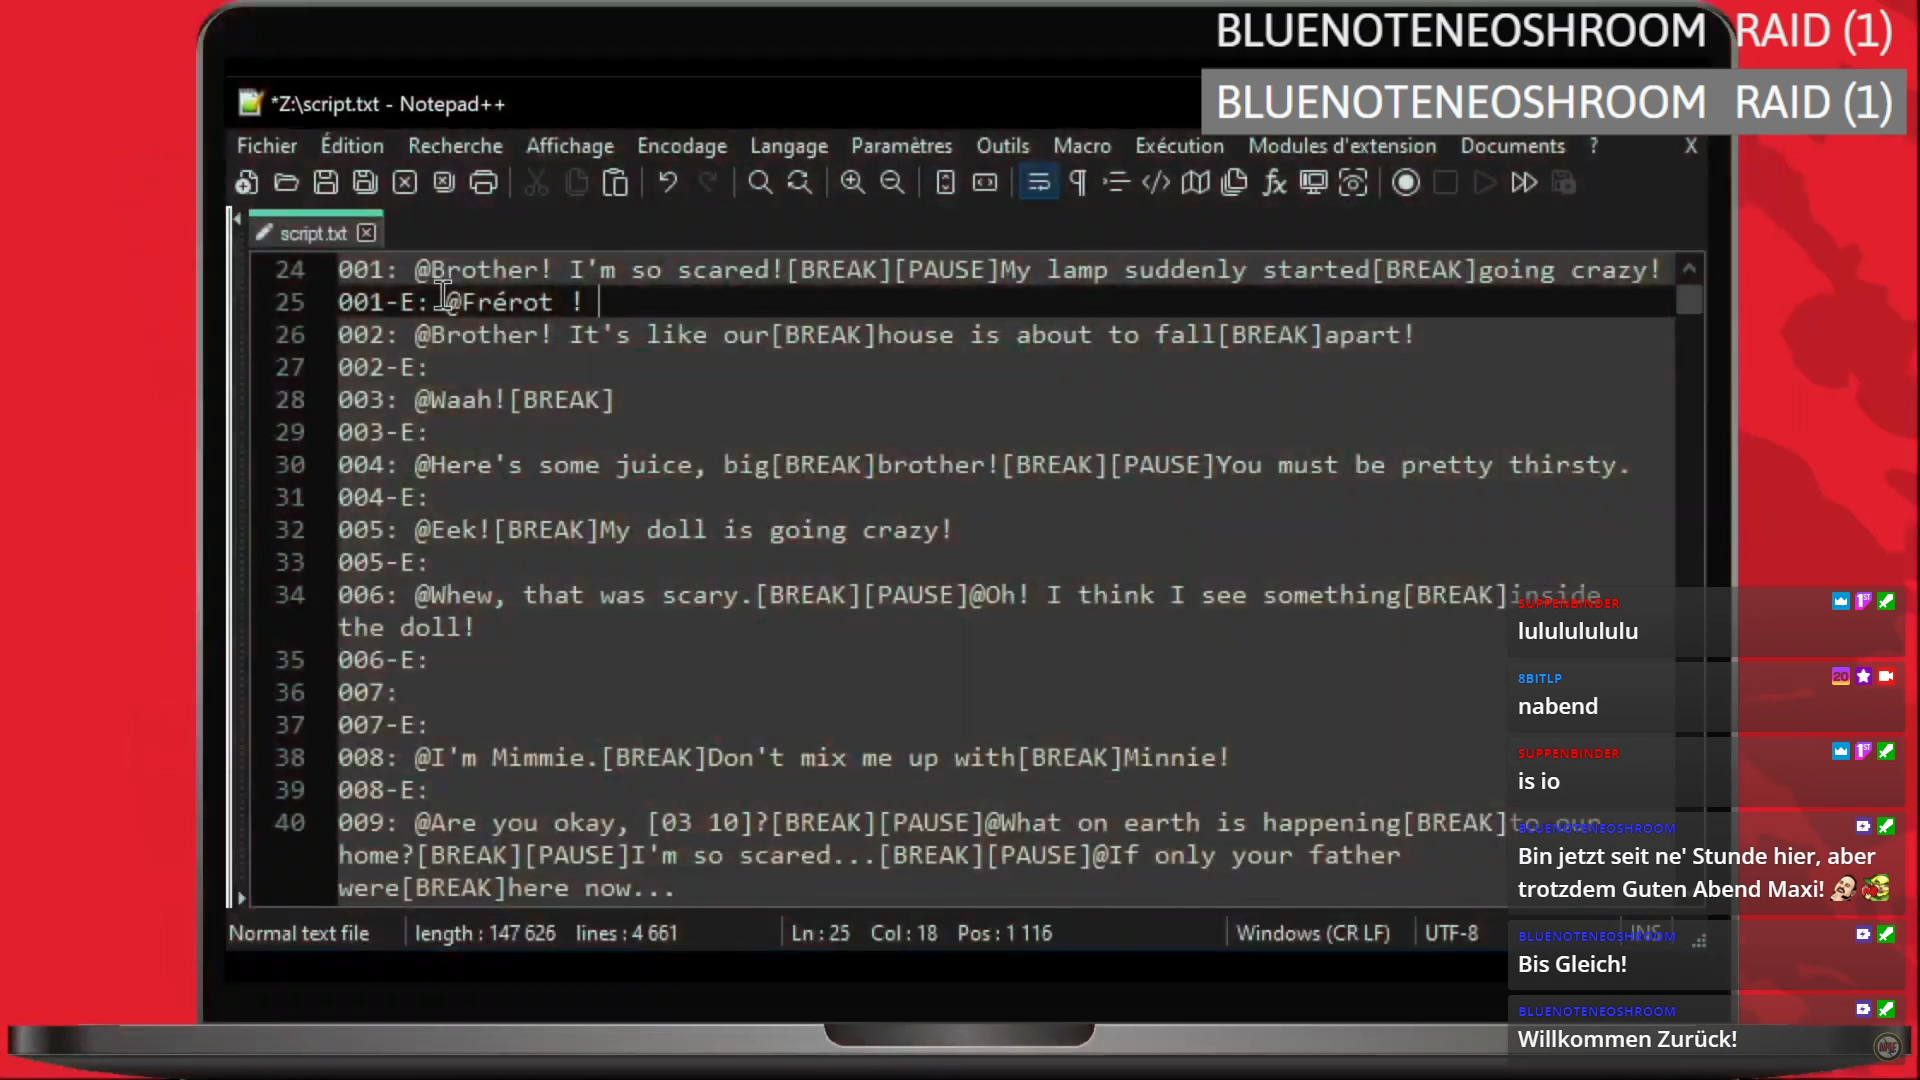 BLUENOTENEOSHROOM RAID (1)
BLUENOTENEOSHROOM RAID (1)
*Z:\script.txt - Notepad++
Fichier Édition Recherche Affichage Encodage Langage Paramètres Outils Macro Exécution Modules d'extension Documents ? X
script.txt
24 001: @Brother! I'm so scared![BREAK][PAUSE]My lamp suddenly started[BREAK]going crazy!
25 001-E: @Frérot !
26 002: @Brother! It's like our[BREAK]house is about to fall[BREAK]apart!
27 002-E:
28 003: @Waah![BREAK]
29 003-E:
30 004: @Here's some juice, big[BREAK]brother![BREAK][PAUSE]You must be pretty thirsty.
31 004-E:
32 005: @Eek![BREAK]My doll is going crazy!
33 005-E:
34 006: @Whew, that was scary.[BREAK][PAUSE]@Oh! I think I see something[BREAK]inside
the doll!
35 006-E:
36 007:
37 007-E:
38 008: @I'm Mimmie.[BREAK]Don't mix me up with[BREAK]Minnie!
39 008-E:
40 009: @Are you okay, [03 10]?[BREAK][PAUSE]@What on earth is happening[BREAK]to our
home?[BREAK][PAUSE]I'm so scared...[BREAK][PAUSE]@If only your father
were[BREAK]here now...
Normal text file length : 147 626 lines : 4 661 Ln : 25 Col : 18 Pos : 1 116 Windows (CR LF) UTF-8 INS
SUPPENBINDER
lulululululu
8BITLP
20
nabend
SUPPENBINDER
is io
BLUENOTENEOSHROOM
Bin jetzt seit ne' Stunde hier, aber
trotzdem Guten Abend Maxi!
BLUENOTENEOSHROOM
Bis Gleich!
BLUENOTENEOSHROOM
Willkommen Zurück!